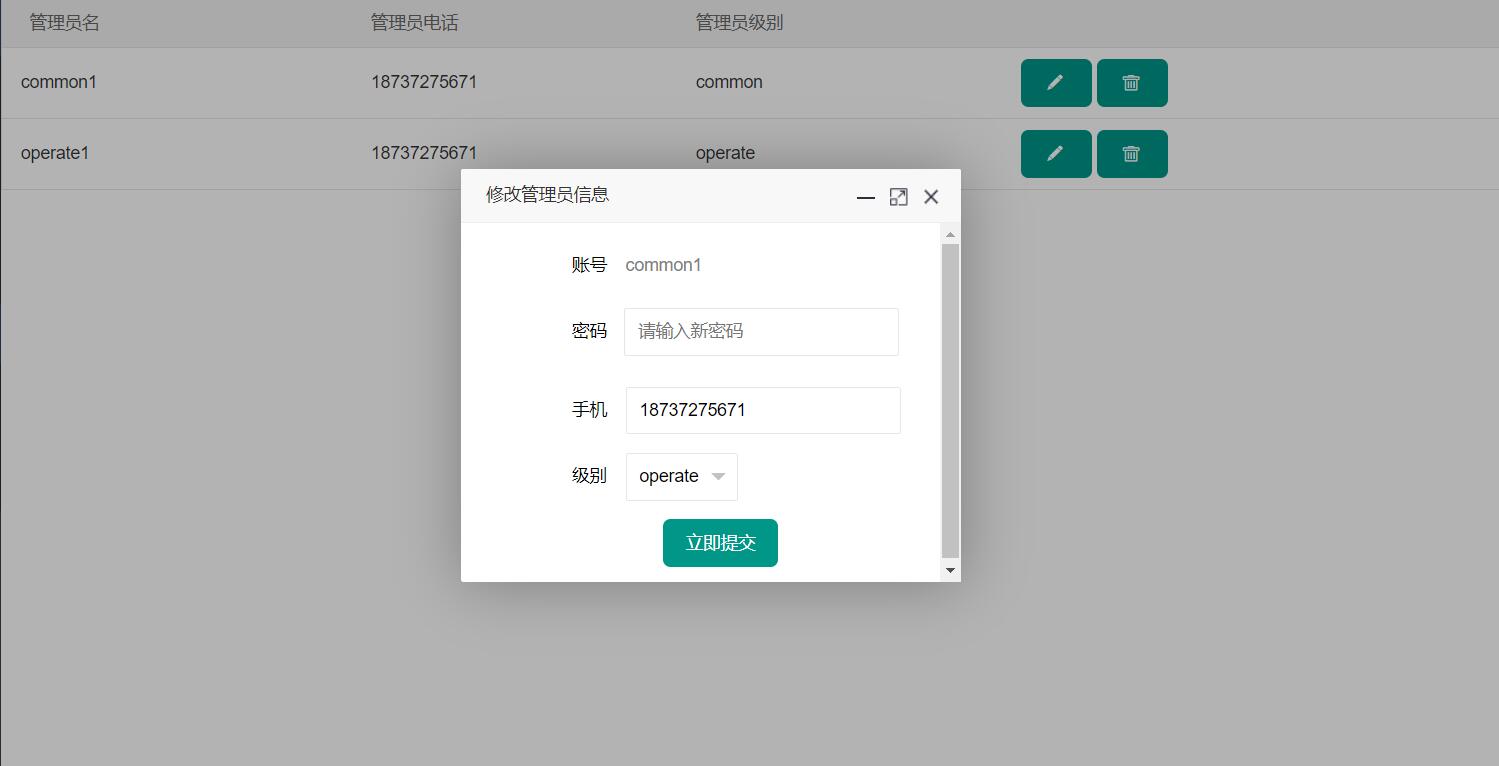 管理员名 管理员电话 管理员级别
common1 18737275671 common
operate1 18737275671 operate
修改管理员信息
账号 common1
密码 请输入新密码
手机 18737275671
级别 operate
立即提交